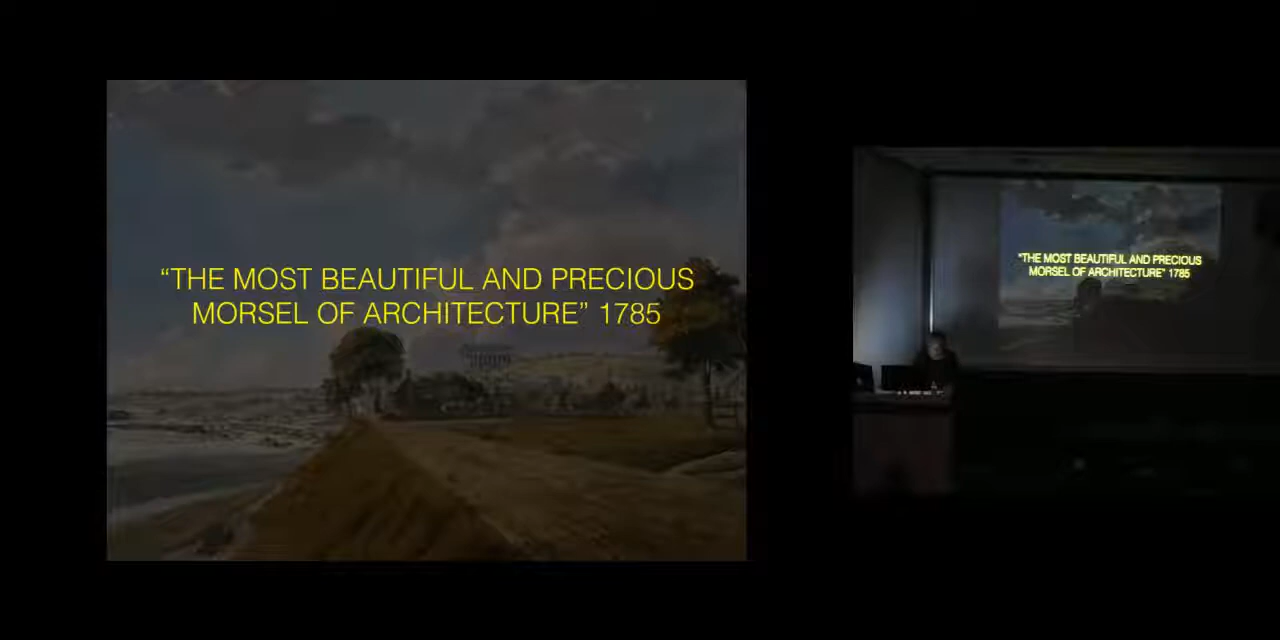 “THE MOST BEAUTIFUL AND PRECIOUS
MORSEL OF ARCHITECTURE” 1785
“THE MOST BEAUTIFUL AND PRECIOUS
MORSEL OF ARCHITECTURE” 1785